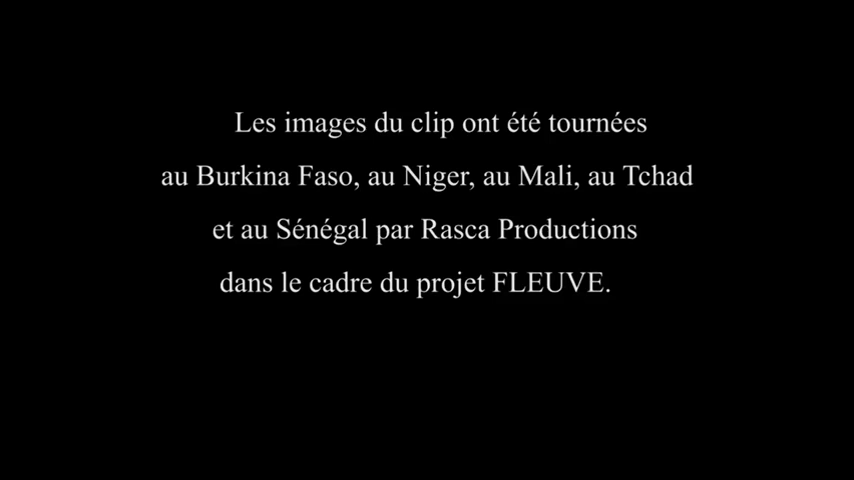 Les images du clip ont été tournées
au Burkina Faso, au Niger, au Mali, au Tchad
et au Sénégal par Rasca Productions
dans le cadre du projet FLEUVE.